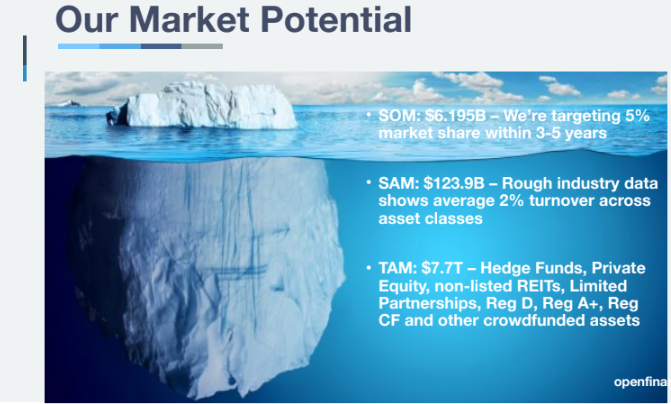 Our Market Potential
• SOM: $6.195B – We're targeting 5%
market share within 3-5 years
• SAM: $123.9B – Rough industry data
shows average 2% turnover across
asset classes
• TAM: $7.7T – Hedge Funds, Private
Equity, non-listed REITs, Limited
Partnerships, Reg D, Reg A+, Reg
CF and other crowdfunded assets
openfina